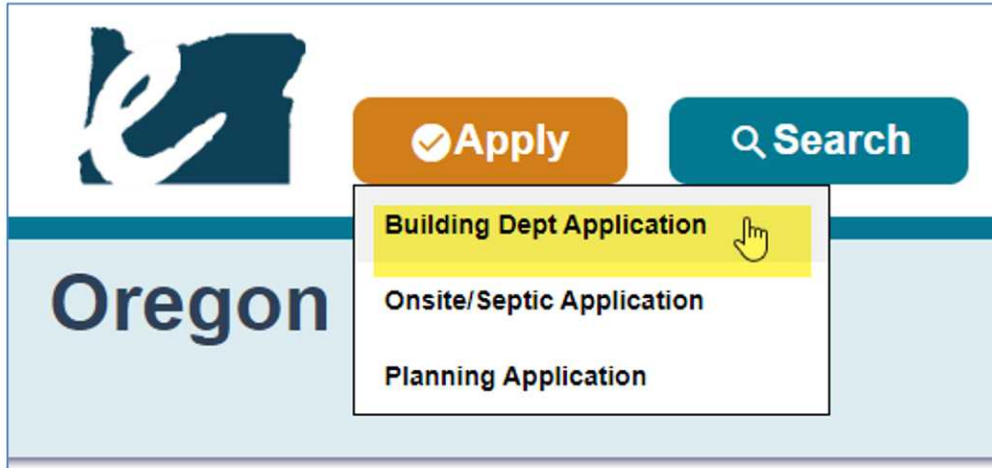 e
Apply
Search
Building Dept Application
Oregon
Onsite/Septic Application
Planning Application